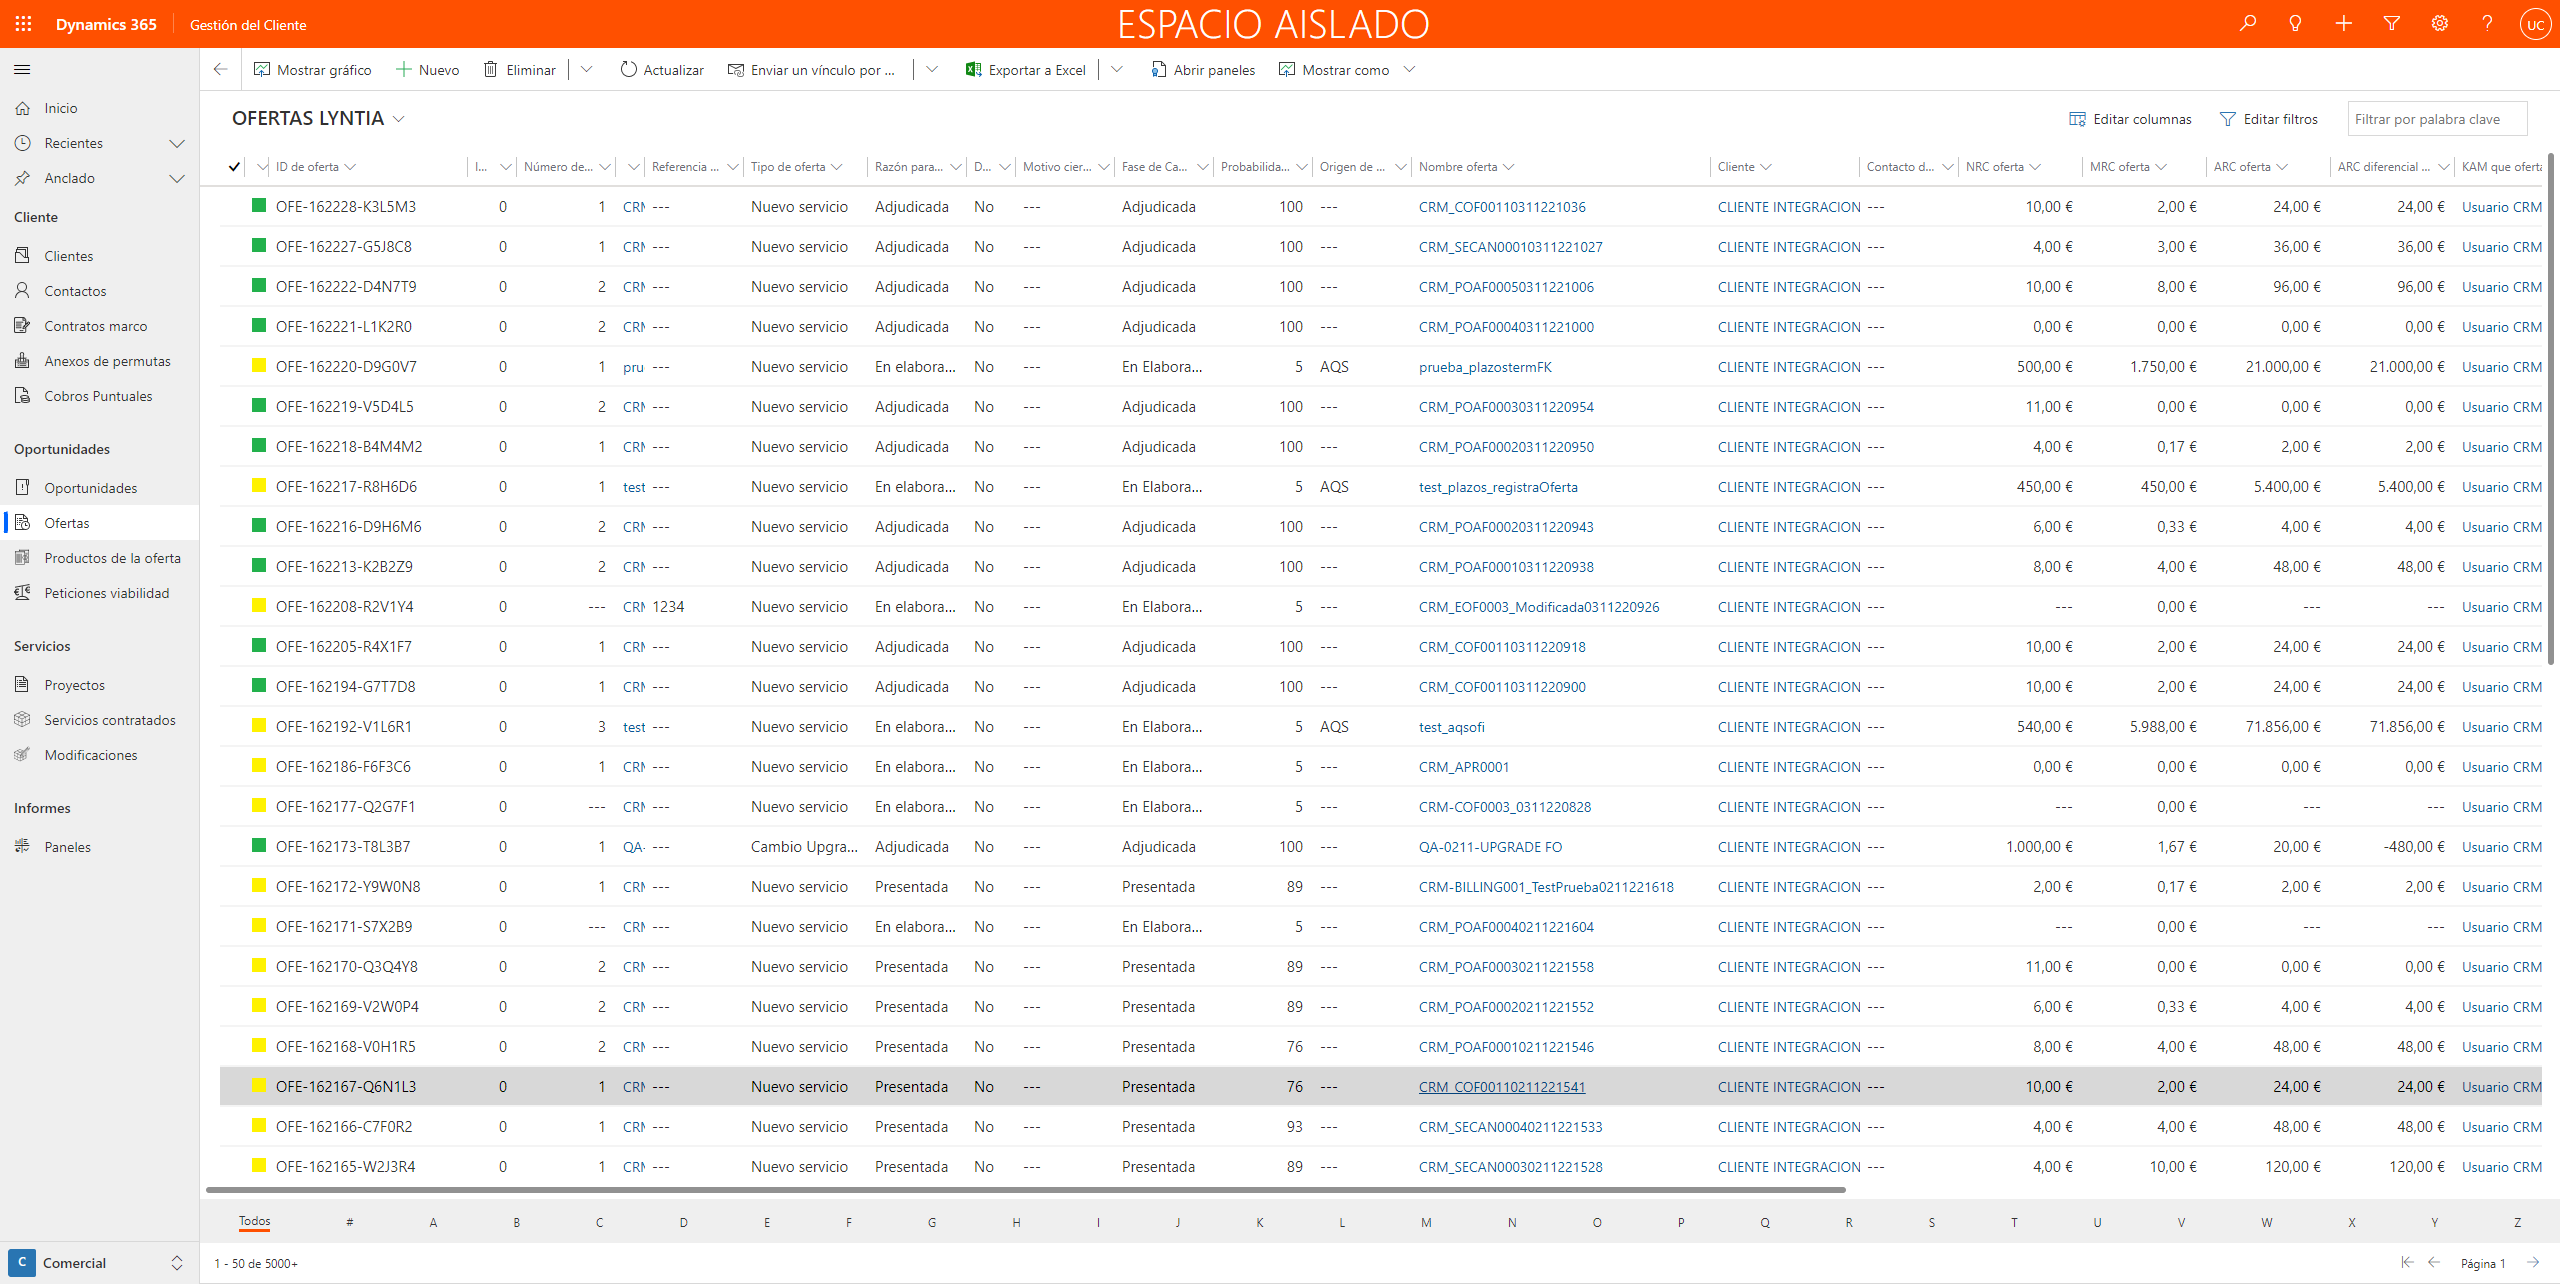 Dynamics 365 Gestión del Cliente ESPACIO AISLADO UC
Mostrar gráfico Nuevo Eliminar Actualizar Enviar un vínculo por ... Exportar a Excel Abrir paneles Mostrar como
OFERTAS LYNTIA Editar columnas Editar filtros Filtrar por palabra clave
Inicio
Recientes
Anclado
Cliente
Clientes
Contactos
Contratos marco
Anexos de permutas
Cobros Puntuales
Oportunidades
Oportunidades
Ofertas
Productos de la oferta
Peticiones viabilidad
Servicios
Proyectos
Servicios contratados
Modificaciones
Informes
Paneles
C Comercial
ID de oferta I... Número de... Referencia ... Tipo de oferta Razón para... D... Motivo cier... Fase de Ca... Probabilida... Origen de ... Nombre oferta Cliente Contacto d... NRC oferta MRC oferta ARC oferta ARC diferencial ... KAM que oferta
OFE-162228-K3L5M3 0 1 CRM --- Nuevo servicio Adjudicada No --- Adjudicada 100 --- CRM_COF00110311221036 CLIENTE INTEGRACION --- 10,00 € 2,00 € 24,00 € 24,00 € Usuario CRM
OFE-162227-G5J8C8 0 1 CRM --- Nuevo servicio Adjudicada No --- Adjudicada 100 --- CRM_SECAN00010311221027 CLIENTE INTEGRACION --- 4,00 € 3,00 € 36,00 € 36,00 € Usuario CRM
OFE-162222-D4N7T9 0 2 CRM --- Nuevo servicio Adjudicada No --- Adjudicada 100 --- CRM_POAF00050311221006 CLIENTE INTEGRACION --- 10,00 € 8,00 € 96,00 € 96,00 € Usuario CRM
OFE-162221-L1K2R0 0 2 CRM --- Nuevo servicio Adjudicada No --- Adjudicada 100 --- CRM_POAF00040311221000 CLIENTE INTEGRACION --- 0,00 € 0,00 € 0,00 € 0,00 € Usuario CRM
OFE-162220-D9G0V7 0 1 pru --- Nuevo servicio En elabora... No --- En Elabora... 5 AQS prueba_plazostermFK CLIENTE INTEGRACION --- 500,00 € 1.750,00 € 21.000,00 € 21.000,00 € Usuario CRM
OFE-162219-V5D4L5 0 2 CRM --- Nuevo servicio Adjudicada No --- Adjudicada 100 --- CRM_POAF00030311220954 CLIENTE INTEGRACION --- 11,00 € 0,00 € 0,00 € 0,00 € Usuario CRM
OFE-162218-B4M4M2 0 1 CRM --- Nuevo servicio Adjudicada No --- Adjudicada 100 --- CRM_POAF00020311220950 CLIENTE INTEGRACION --- 4,00 € 0,17 € 2,00 € 2,00 € Usuario CRM
OFE-162217-R8H6D6 0 1 test --- Nuevo servicio En elabora... No --- En Elabora... 5 AQS test_plazos_registraOferta CLIENTE INTEGRACION --- 450,00 € 450,00 € 5.400,00 € 5.400,00 € Usuario CRM
OFE-162216-D9H6M6 0 2 CRM --- Nuevo servicio Adjudicada No --- Adjudicada 100 --- CRM_POAF00020311220943 CLIENTE INTEGRACION --- 6,00 € 0,33 € 4,00 € 4,00 € Usuario CRM
OFE-162213-K2B2Z9 0 2 CRM --- Nuevo servicio Adjudicada No --- Adjudicada 100 --- CRM_POAF00010311220938 CLIENTE INTEGRACION --- 8,00 € 4,00 € 48,00 € 48,00 € Usuario CRM
OFE-162208-R2V1Y4 0 --- CRM 1234 Nuevo servicio En elabora... No --- En Elabora... 5 --- CRM_EOF0003_Modificada0311220926 CLIENTE INTEGRACION --- --- 0,00 € --- --- Usuario CRM
OFE-162205-R4X1F7 0 1 CRM --- Nuevo servicio Adjudicada No --- Adjudicada 100 --- CRM_COF00110311220918 CLIENTE INTEGRACION --- 10,00 € 2,00 € 24,00 € 24,00 € Usuario CRM
OFE-162194-G7T7D8 0 1 CRM --- Nuevo servicio Adjudicada No --- Adjudicada 100 --- CRM_COF00110311220900 CLIENTE INTEGRACION --- 10,00 € 2,00 € 24,00 € 24,00 € Usuario CRM
OFE-162192-V1L6R1 0 3 test --- Nuevo servicio En elabora... No --- En Elabora... 5 AQS test_aqsofi CLIENTE INTEGRACION --- 540,00 € 5.988,00 € 71.856,00 € 71.856,00 € Usuario CRM
OFE-162186-F6F3C6 0 1 CRM --- Nuevo servicio En elabora... No --- En Elabora... 5 --- CRM_APR0001 CLIENTE INTEGRACION --- 0,00 € 0,00 € 0,00 € 0,00 € Usuario CRM
OFE-162177-Q2G7F1 0 --- CRM --- Nuevo servicio En elabora... No --- En Elabora... 5 --- CRM-COF0003_0311220828 CLIENTE INTEGRACION --- --- 0,00 € --- --- Usuario CRM
OFE-162173-T8L3B7 0 1 QA- --- Cambio Upgra... Adjudicada No --- Adjudicada 100 --- QA-0211-UPGRADE FO CLIENTE INTEGRACION --- 1.000,00 € 1,67 € 20,00 € -480,00 € Usuario CRM
OFE-162172-Y9W0N8 0 1 CRM --- Nuevo servicio Presentada No --- Presentada 89 --- CRM-BILLING001_TestPrueba0211221618 CLIENTE INTEGRACION --- 2,00 € 0,17 € 2,00 € 2,00 € Usuario CRM
OFE-162171-S7X2B9 0 --- CRM --- Nuevo servicio En elabora... No --- En Elabora... 5 --- CRM_POAF00040211221604 CLIENTE INTEGRACION --- --- 0,00 € --- --- Usuario CRM
OFE-162170-Q3Q4Y8 0 2 CRM --- Nuevo servicio Presentada No --- Presentada 89 --- CRM_POAF00030211221558 CLIENTE INTEGRACION --- 11,00 € 0,00 € 0,00 € 0,00 € Usuario CRM
OFE-162169-V2W0P4 0 2 CRM --- Nuevo servicio Presentada No --- Presentada 89 --- CRM_POAF00020211221552 CLIENTE INTEGRACION --- 6,00 € 0,33 € 4,00 € 4,00 € Usuario CRM
OFE-162168-V0H1R5 0 2 CRM --- Nuevo servicio Presentada No --- Presentada 76 --- CRM_POAF00010211221546 CLIENTE INTEGRACION --- 8,00 € 4,00 € 48,00 € 48,00 € Usuario CRM
OFE-162167-Q6N1L3 0 1 CRM --- Nuevo servicio Presentada No --- Presentada 76 --- CRM_COF00110211221541 CLIENTE INTEGRACION --- 10,00 € 2,00 € 24,00 € 24,00 € Usuario CRM
OFE-162166-C7F0R2 0 1 CRM --- Nuevo servicio Presentada No --- Presentada 93 --- CRM_SECAN00040211221533 CLIENTE INTEGRACION --- 4,00 € 4,00 € 48,00 € 48,00 € Usuario CRM
OFE-162165-W2J3R4 0 1 CRM --- Nuevo servicio Presentada No --- Presentada 89 --- CRM_SECAN00030211221528 CLIENTE INTEGRACION --- 4,00 € 10,00 € 120,00 € 120,00 € Usuario CRM
Todos # A B C D E F G H I J K L M N O P Q R S T U V W X Y Z
1 - 50 de 5000+ Página 1